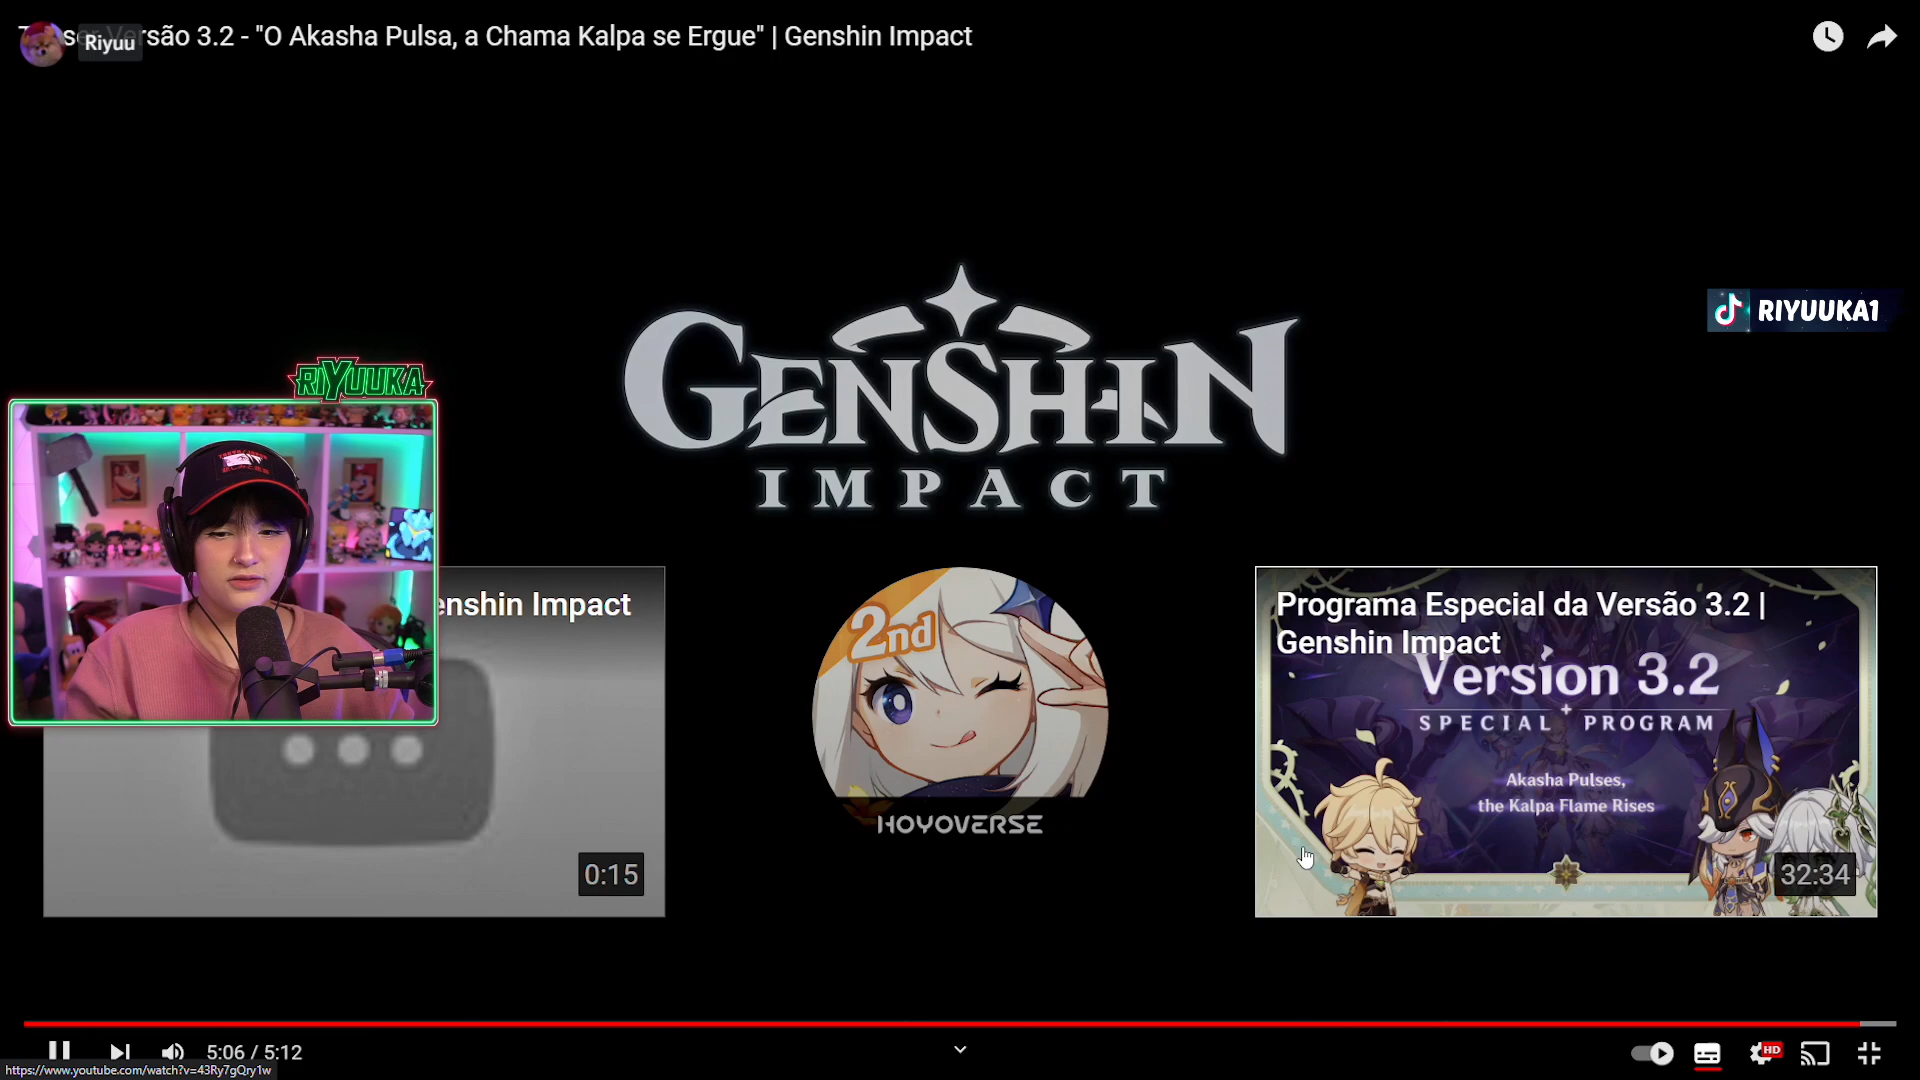 Versão 3.2 - "O Akasha Pulsa, a Chama Kalpa se Ergue" | Genshin Impact
Riyuu
GENSHIN
IMPACT
RIYUUKA1
RIYUUKA
enshin Impact
0:15
2nd
HOYOVERSE
Programa Especial da Versão 3.2 |
Genshin Impact
Version 3.2
SPECIAL PROGRAM
Akasha Pulses,
the Kalpa Flame Rises
32:34
5:06 / 5:12
HD
https://www.youtube.com/watch?v=43Ry7gQry1w